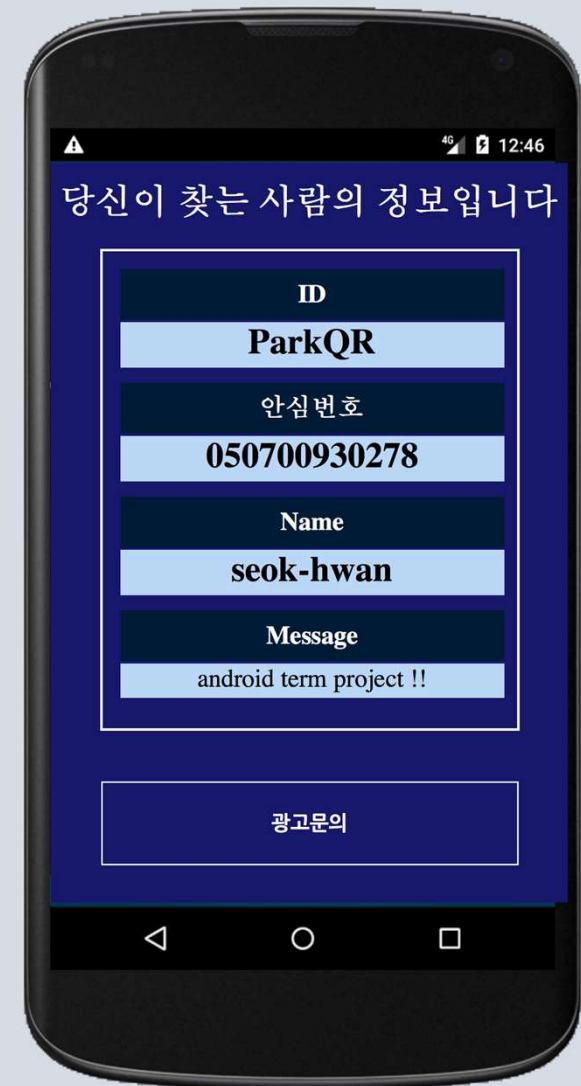 4G 12:46
당신이 찾는 사람의 정보입니다
ID
ParkQR
안심번호
050700930278
Name
seok-hwan
Message
android term project !!
광고문의